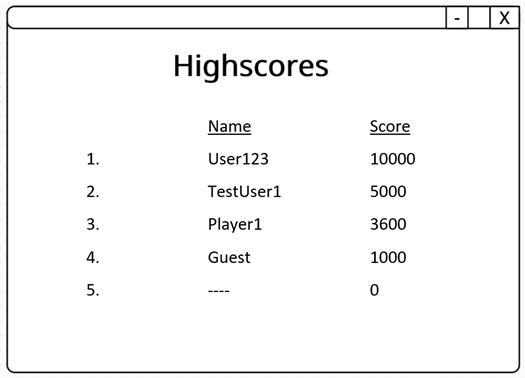 - X
Highscores
Name Score
1. User123 10000
2. TestUser1 5000
3. Player1 3600
4. Guest 1000
5. ---- 0